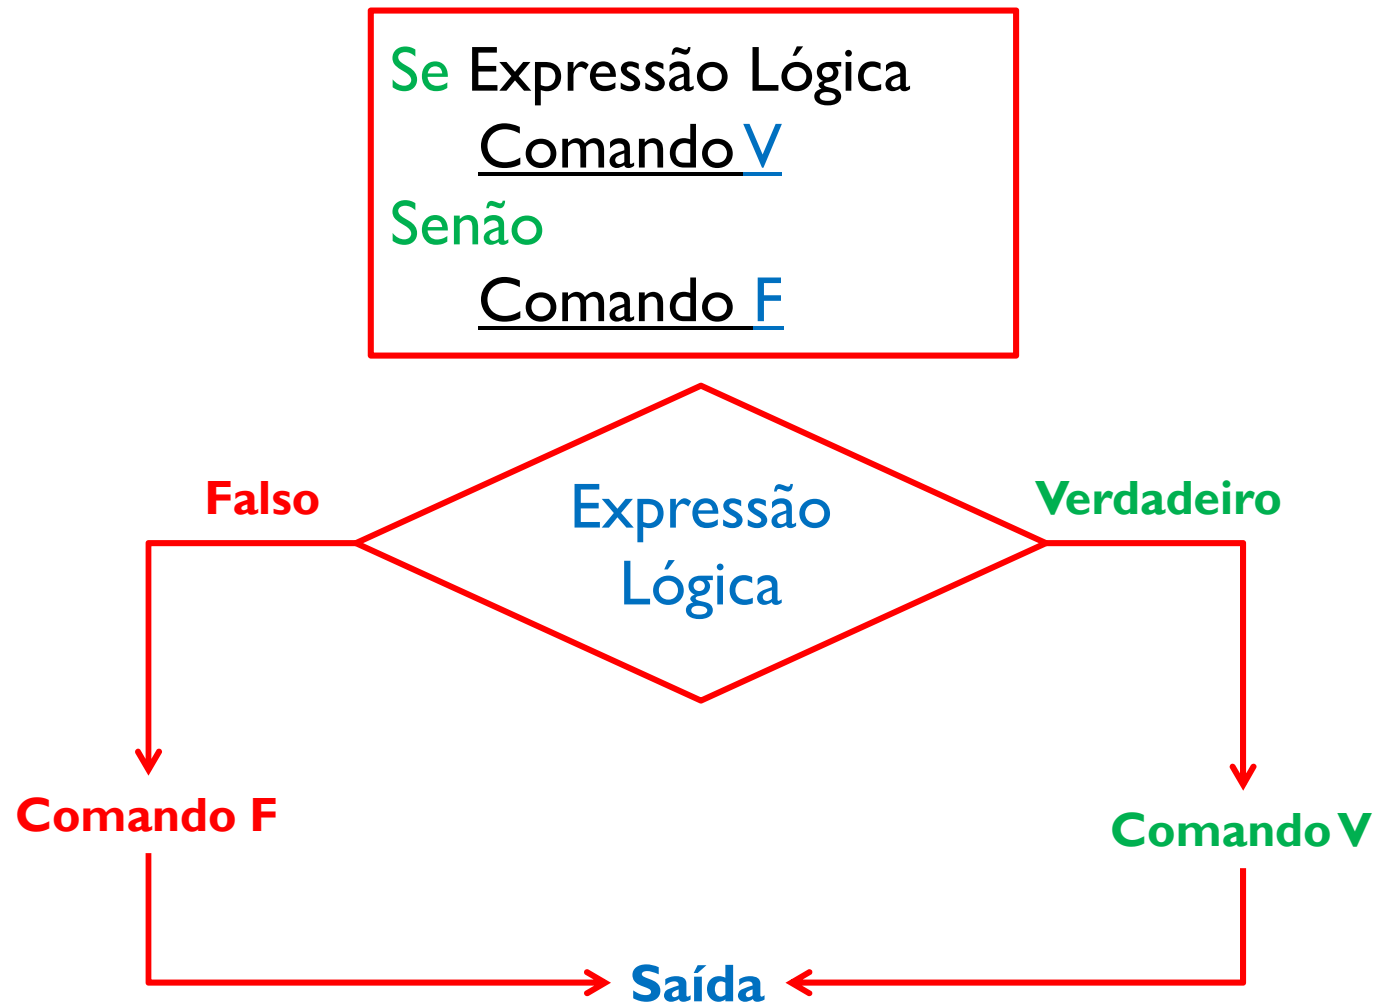 Se Expressão Lógica
Comando V
Senão
Comando F
Falso
Expressão
Lógica
Verdadeiro
Comando F
Comando V
Saída